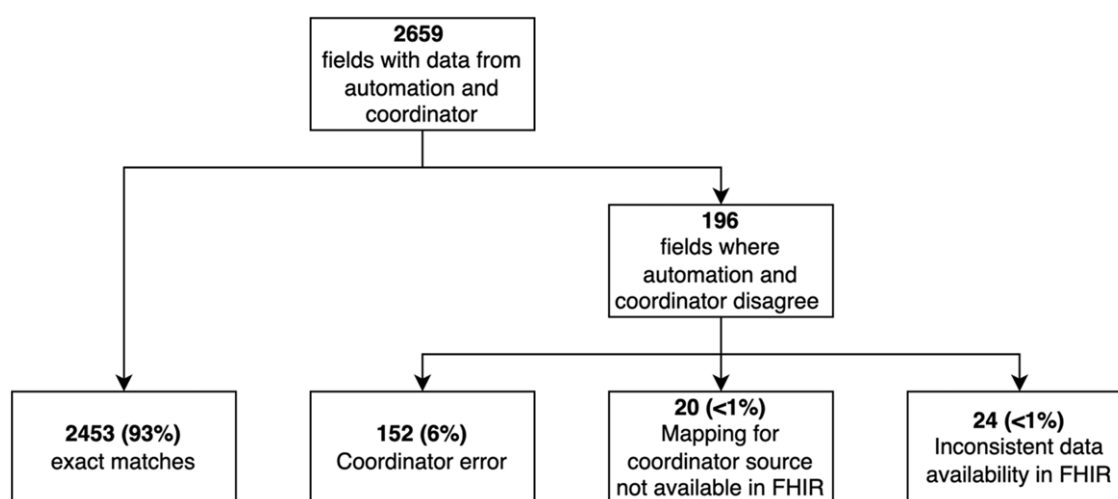 2659
fields with data from
automation and
coordinator
196
fields where
automation and
coordinator disagree
2453 (93%)
exact matches
152 (6%)
Coordinator error
20 (<1%)
Mapping for
coordinator source
not available in FHIR
24 (<1%)
Inconsistent data
availability in FHIR